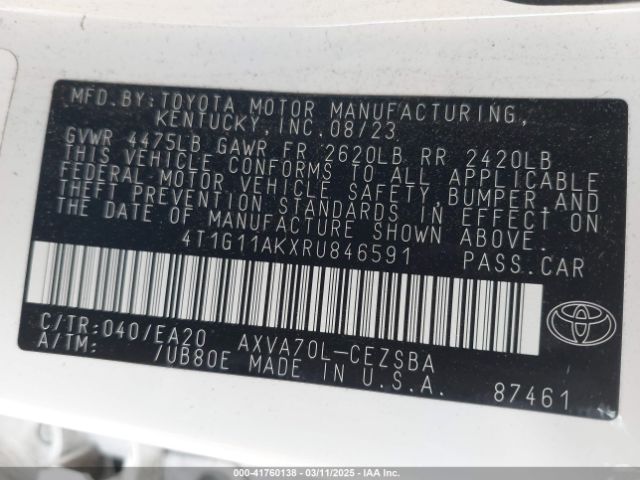 MFD.BY:TOYOTA MOTOR MANUFACTURING,
KENTUCKY,INC.08/23
GVWR 4475LB GAWR FR 2620LB RR 2420LB
THIS VEHICLE CONFORMS TO ALL APPLICABLE
FEDERAL MOTOR VEHICLE SAFETY,BUMPER,AND
THEFT PREVENTION STANDARDS IN EFFECT ON
THE DATE OF MANUFACTURE SHOWN ABOVE.
4T1G11AKXRU846591 PASS.CAR
C/TR:040/EA20 AXVA70L-CEZSBA
A/TM: /UB80E MADE IN U.S.A.
87461
000-41760138 - 03/11/2025 - IAA. Inc.